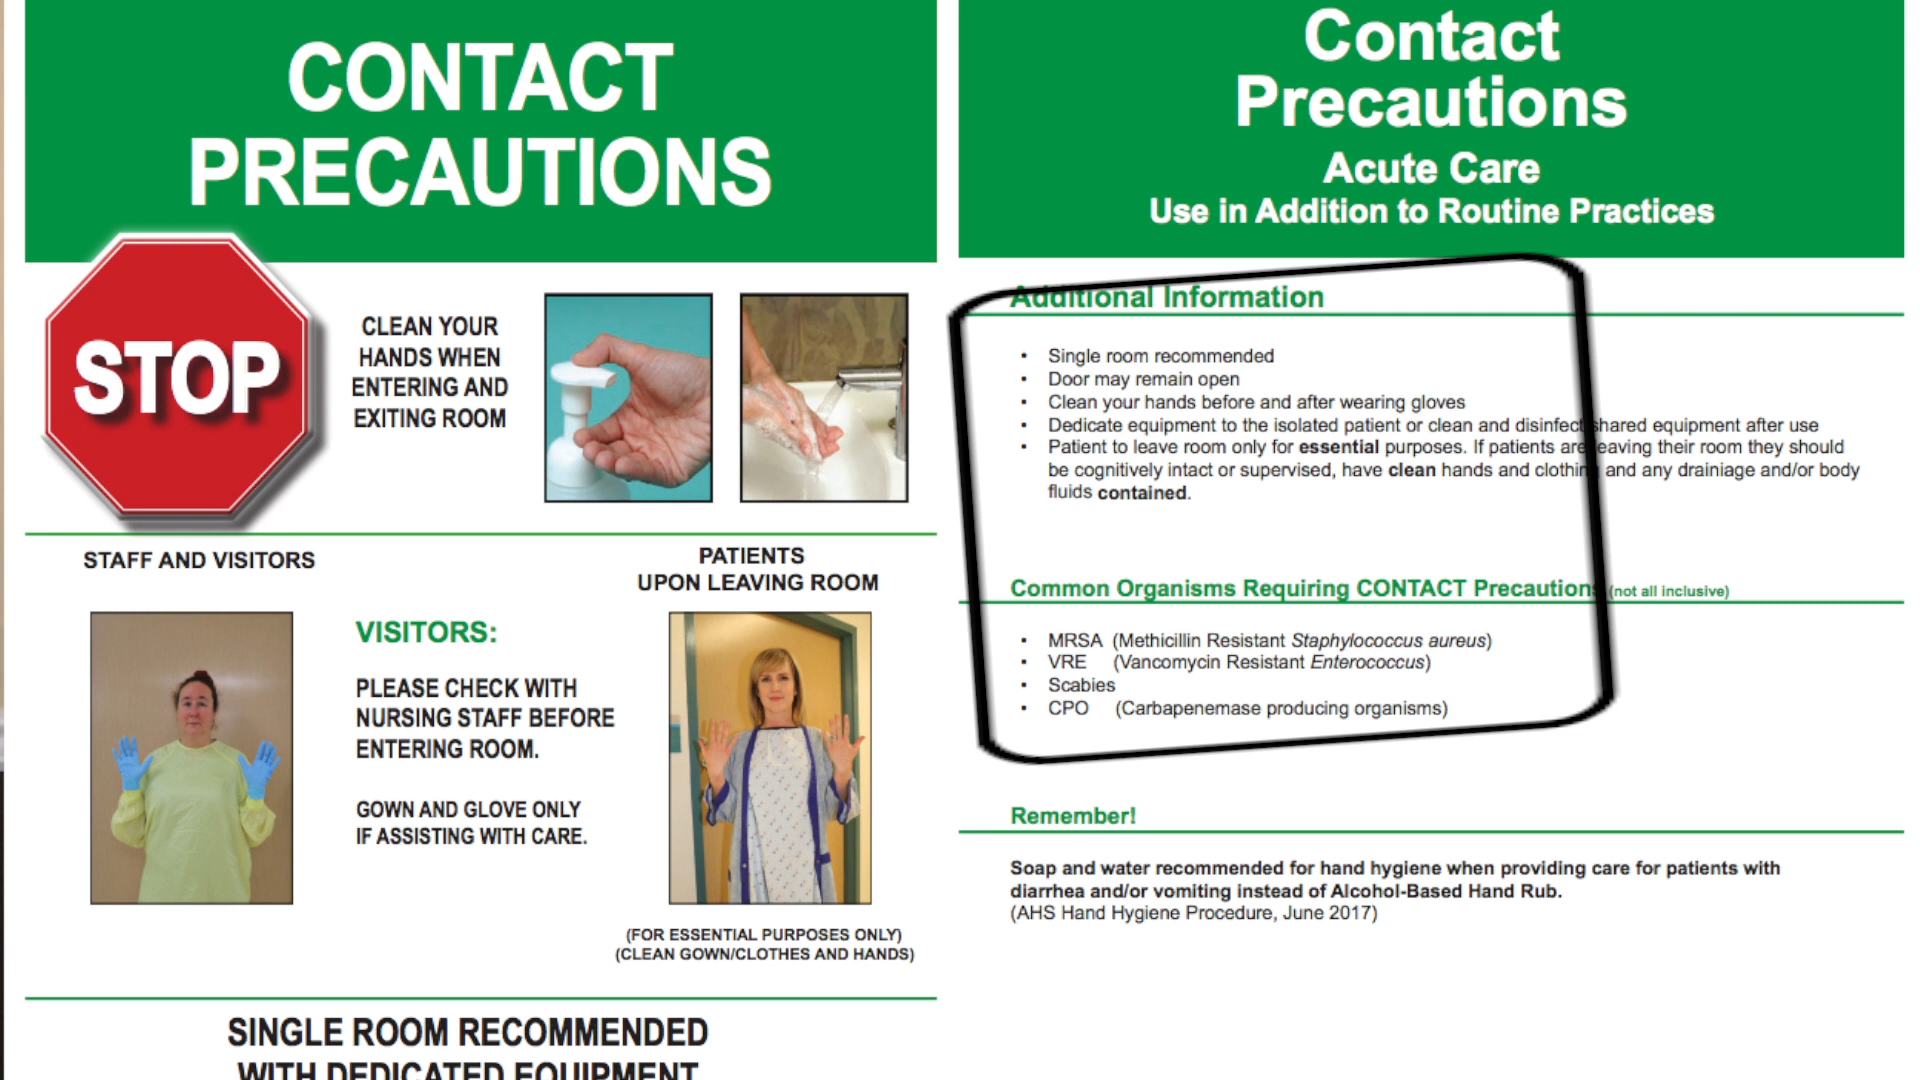 CONTACT
PRECAUTIONS
STOP
CLEAN YOUR
HANDS WHEN
ENTERING AND
EXITING ROOM
STAFF AND VISITORS
VISITORS:
PLEASE CHECK WITH
NURSING STAFF BEFORE
ENTERING ROOM.
GOWN AND GLOVE ONLY
IF ASSISTING WITH CARE.
PATIENTS
UPON LEAVING ROOM
(FOR ESSENTIAL PURPOSES ONLY)
(CLEAN GOWN/CLOTHES AND HANDS)
SINGLE ROOM RECOMMENDED
WITH DEDICATED EQUIPMENT
Contact
Precautions
Acute Care
Use in Addition to Routine Practices
Additional Information
• Single room recommended
• Door may remain open
• Clean your hands before and after wearing gloves
• Dedicate equipment to the isolated patient or clean and disinfect shared equipment after use
• Patient to leave room only for essential purposes. If patients are leaving their room they should
be cognitively intact or supervised, have clean hands and clothing and any drainiage and/or body
fluids contained.
Common Organisms Requiring CONTACT Precautions (not all inclusive)
• MRSA (Methicillin Resistant Staphylococcus aureus)
• VRE (Vancomycin Resistant Enterococcus)
• Scabies
• CPO (Carbapenemase producing organisms)
Remember!
Soap and water recommended for hand hygiene when providing care for patients with
diarrhea and/or vomiting instead of Alcohol-Based Hand Rub.
(AHS Hand Hygiene Procedure, June 2017)